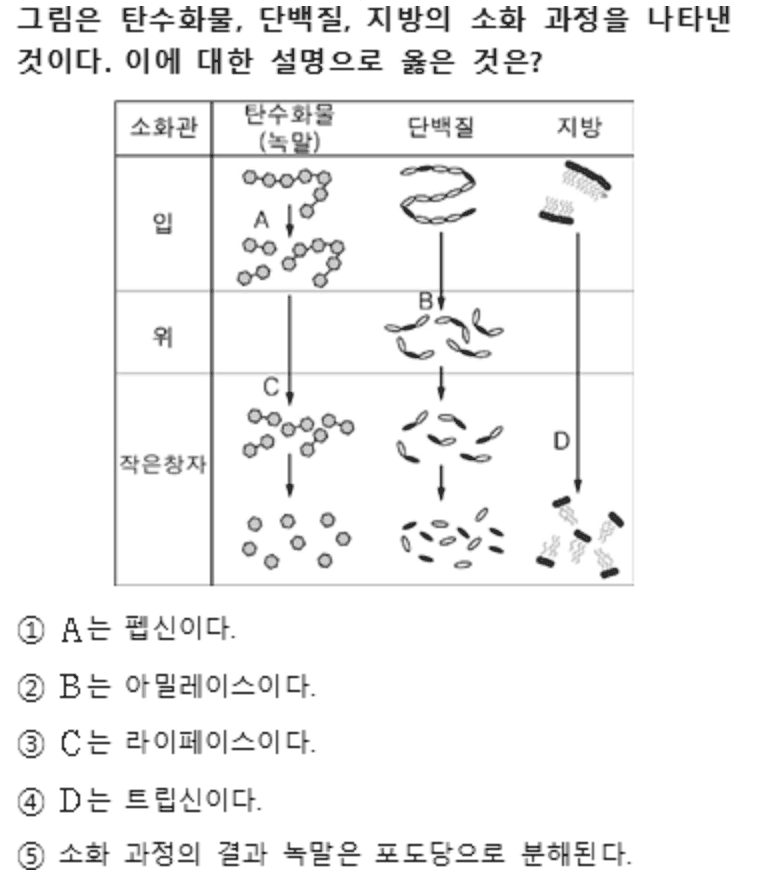 그림은 탄수화물, 단백질, 지방의 소화 과정을 나타낸
것이다. 이에 대한 설명으로 옳은 것은?
소화관 탄수화물 (녹말) 단백질 지방
입
A
위
B
작은창자
C
D
① A는 펩신이다.
② B는 아밀레이스이다.
③ C는 라이페이스이다.
④ D는 트립신이다.
⑤ 소화 과정의 결과 녹말은 포도당으로 분해된다.